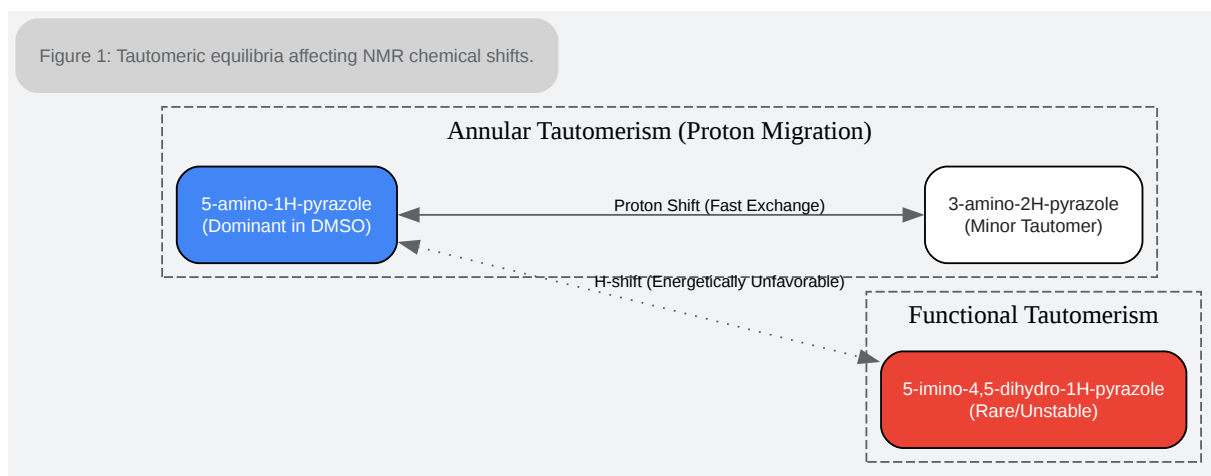 Figure 1: Tautomeric equilibria affecting NMR chemical shifts.
Annular Tautomerism (Proton Migration)
5-amino-1H-pyrazole
(Dominant in DMSO)
Proton Shift (Fast Exchange)
3-amino-2H-pyrazole
(Minor Tautomer)
H-shift (Energetically Unfavorable)
Functional Tautomerism
5-imino-4,5-dihydro-1H-pyrazole
(Rare/Unstable)